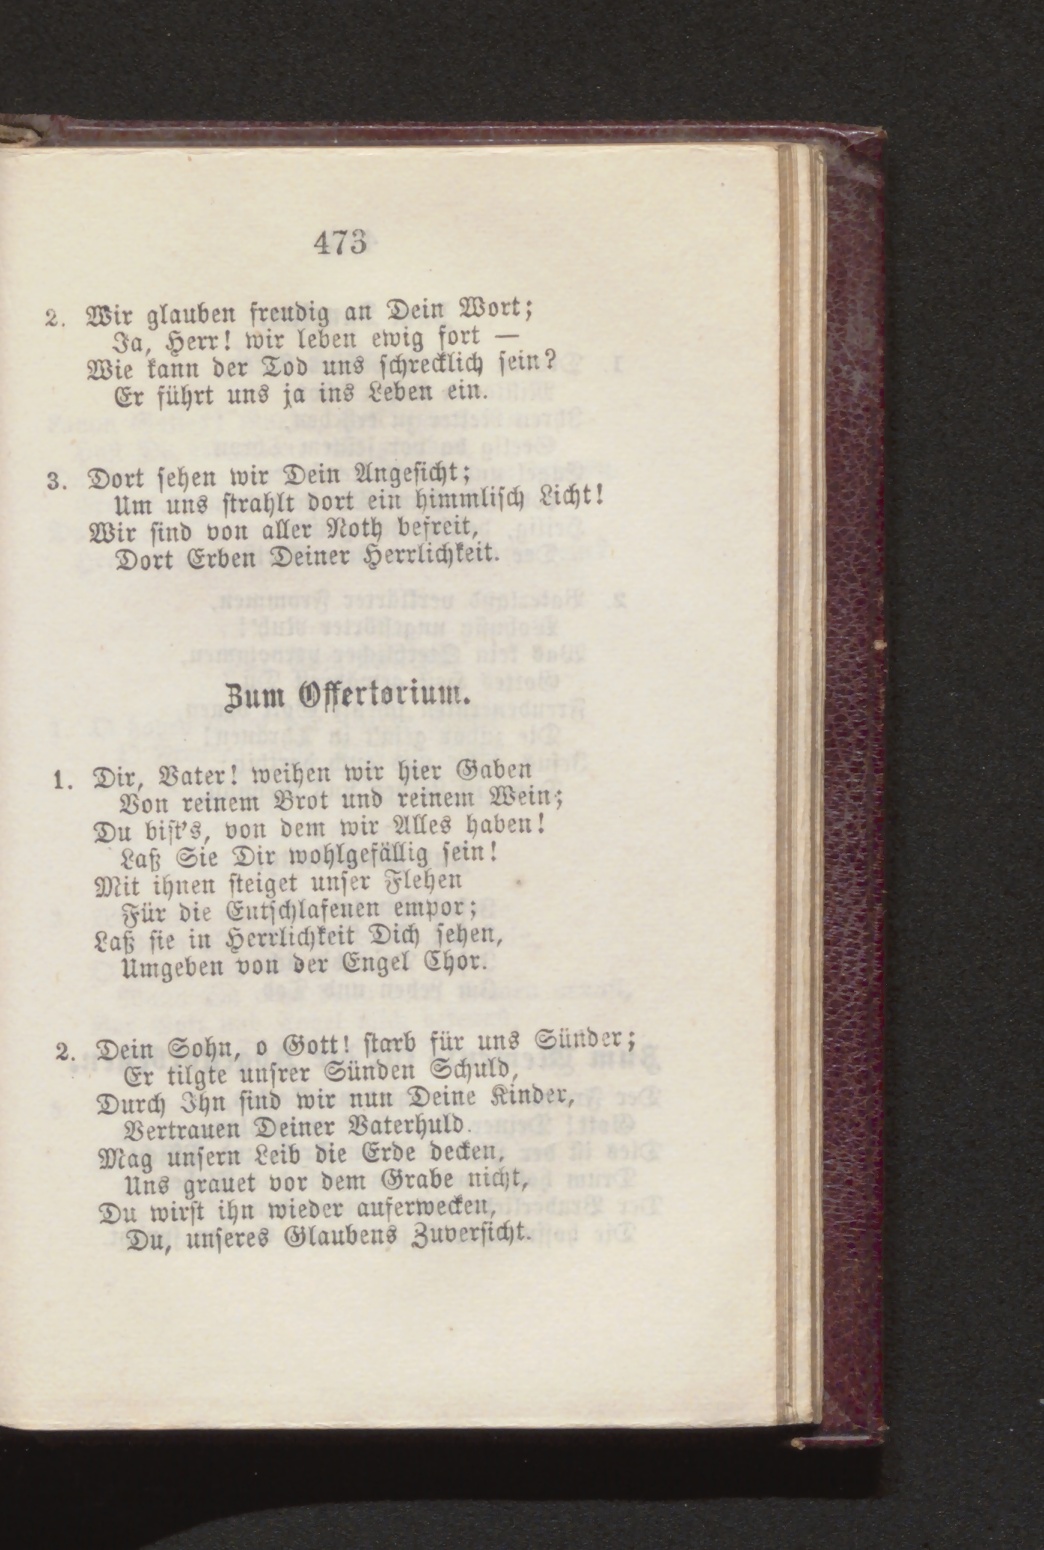 473
2. Wir glauben freudig an Dein Wort;
Ja, Herr! wir leben ewig fort —
Wie kann der Tod uns schrecklich sein?
Er führt uns ja ins Leben ein.
3. Dort sehen wir Dein Angesicht;
Um uns strahlt dort ein himmlisch Licht!
Wir sind von aller Noth befreit,
Dort Erben Deiner Herrlichkeit.
Zum Offertorium.
1. Dir, Vater! weihen wir hier Gaben
Von reinem Brot und reinem Wein;
Du bist's, von dem wir Alles haben!
Laß Sie Dir wohlgefällig sein!
Mit ihnen steiget unser Flehen
Für die Entschlafenen empor;
Laß sie in Herrlichkeit Dich sehen,
Umgeben von der Engel Chor.
2. Dein Sohn, o Gott! starb für uns Sünder;
Er tilgte unsrer Sünden Schuld,
Durch Ihn sind wir nun Deine Kinder,
Vertrauen Deiner Vaterhuld.
Mag unsern Leib die Erde decken,
Uns grauet vor dem Grabe nicht,
Du wirst ihn wieder auferwecken,
Du, unseres Glaubens Zuversicht.